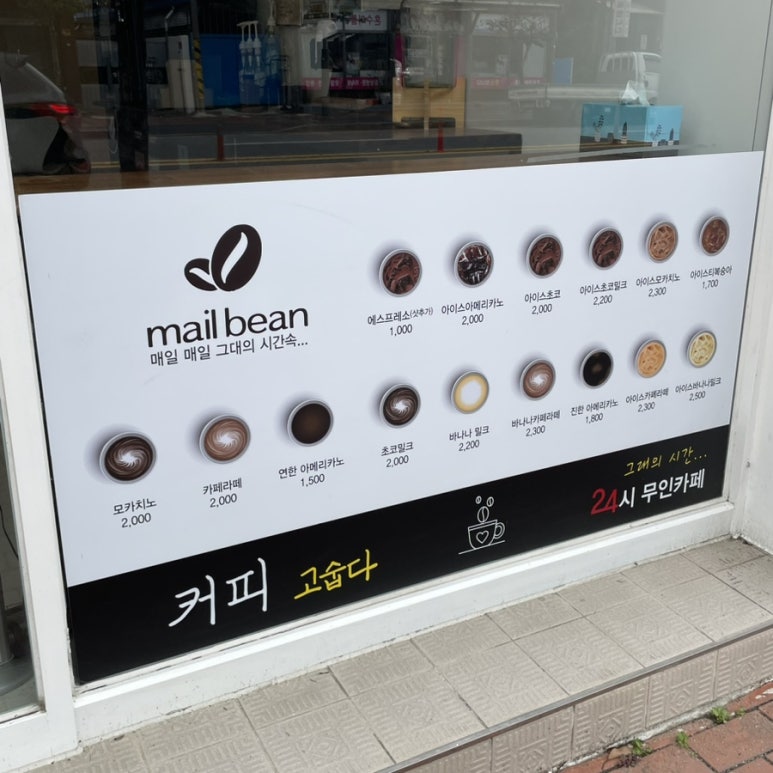 mail bean
매일 매일 그대의 시간속...
에스프레소(샷추가)
1,000
아이스아메리카노
2,000
아이스초코
2,000
아이스초코밀크
2,200
아이스모카치노
2,300
아이스티복숭아
1,700
모카치노
2,000
카페라떼
2,000
연한 아메리카노
1,500
초코밀크
2,000
바나나 밀크
2,200
바나나카페라떼
2,300
진한 아메리카노
1,800
아이스카페라떼
2,300
아이스바나나밀크
2,500
그대의 시간...
24시 무인카페
커피 고숩다